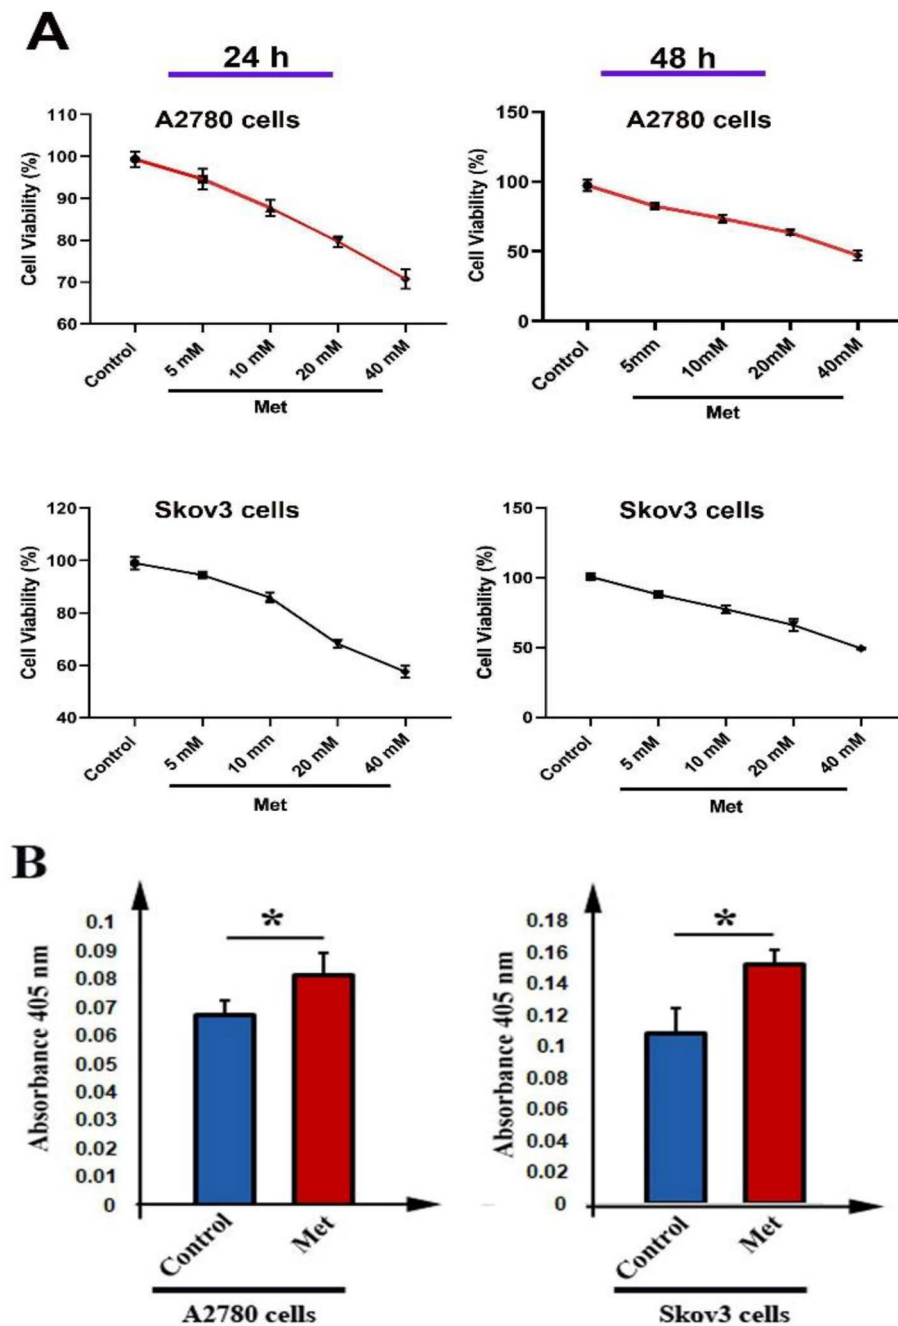 A
24 h
48 h
A2780 cells
Cell Viability (%)
110
100
90
80
70
60
Control
5 mM
10 mM
20 mM
40 mM
Met
A2780 cells
Cell Viability (%)
150
100
50
0
Control
5mm
10mM
20mM
40mM
Met
Skov3 cells
Cell Viability (%)
120
100
80
60
40
Control
5 mM
10 mm
20 mM
40 mM
Met
Skov3 cells
Cell Viability (%)
150
100
50
0
Control
5 mM
10 mM
20 mM
40 mM
Met
B
Absorbance 405 nm
0.1
0.09
0.08
0.07
0.06
0.05
0.04
0.03
0.02
0.01
0
*
Control
Met
A2780 cells
Absorbance 405 nm
0.18
0.16
0.14
0.12
0.1
0.08
0.06
0.04
0.02
0
*
Control
Met
Skov3 cells